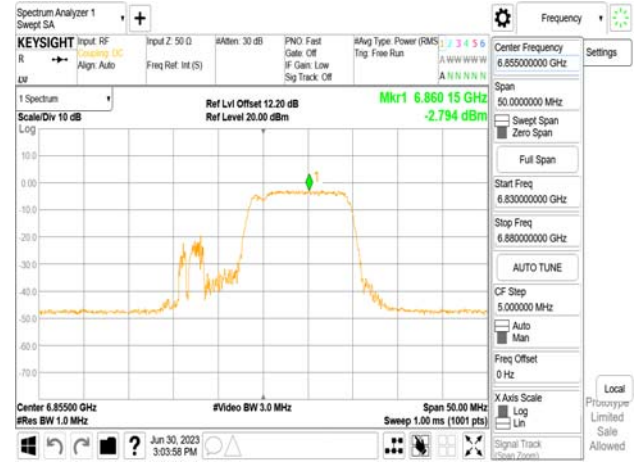 Spectrum Analyzer 1
Swept SA
+
Frequency
KEYSIGHT
R
Input: RF
Coupling: DC
Align: Auto
Input Z: 50 Ω
Freq Ref: Int (S)
#Atten: 30 dB
PNO: Fast
Gate: Off
IF Gain: Low
Sig Track: Off
#Avg Type: Power (RMS
Trig: Free Run
1 2 3 4 5 6
A W W W W W
A N N N N N
1 Spectrum
Scale/Div 10 dB
Log
Ref Lvl Offset 12.20 dB
Ref Level 20.00 dBm
Mkr1 6.860 15 GHz
-2.794 dBm
1
10.0
0.00
-10.0
-20.0
-30.0
-40.0
-50.0
-60.0
-70.0
Center 6.85500 GHz
#Res BW 1.0 MHz
#Video BW 3.0 MHz
Span 50.00 MHz
Sweep 1.00 ms (1001 pts)
Center Frequency
6.855000000 GHz
Settings
Span
50.0000000 MHz
Swept Span
Zero Span
Full Span
Start Freq
6.830000000 GHz
Stop Freq
6.880000000 GHz
AUTO TUNE
CF Step
5.000000 MHz
Auto
Man
Freq Offset
0 Hz
X Axis Scale
Log
Lin
Signal Track
(Span Zoom)
Local
Prototype
Limited
Sale
Allowed
?
Jun 30, 2023
3:03:58 PM